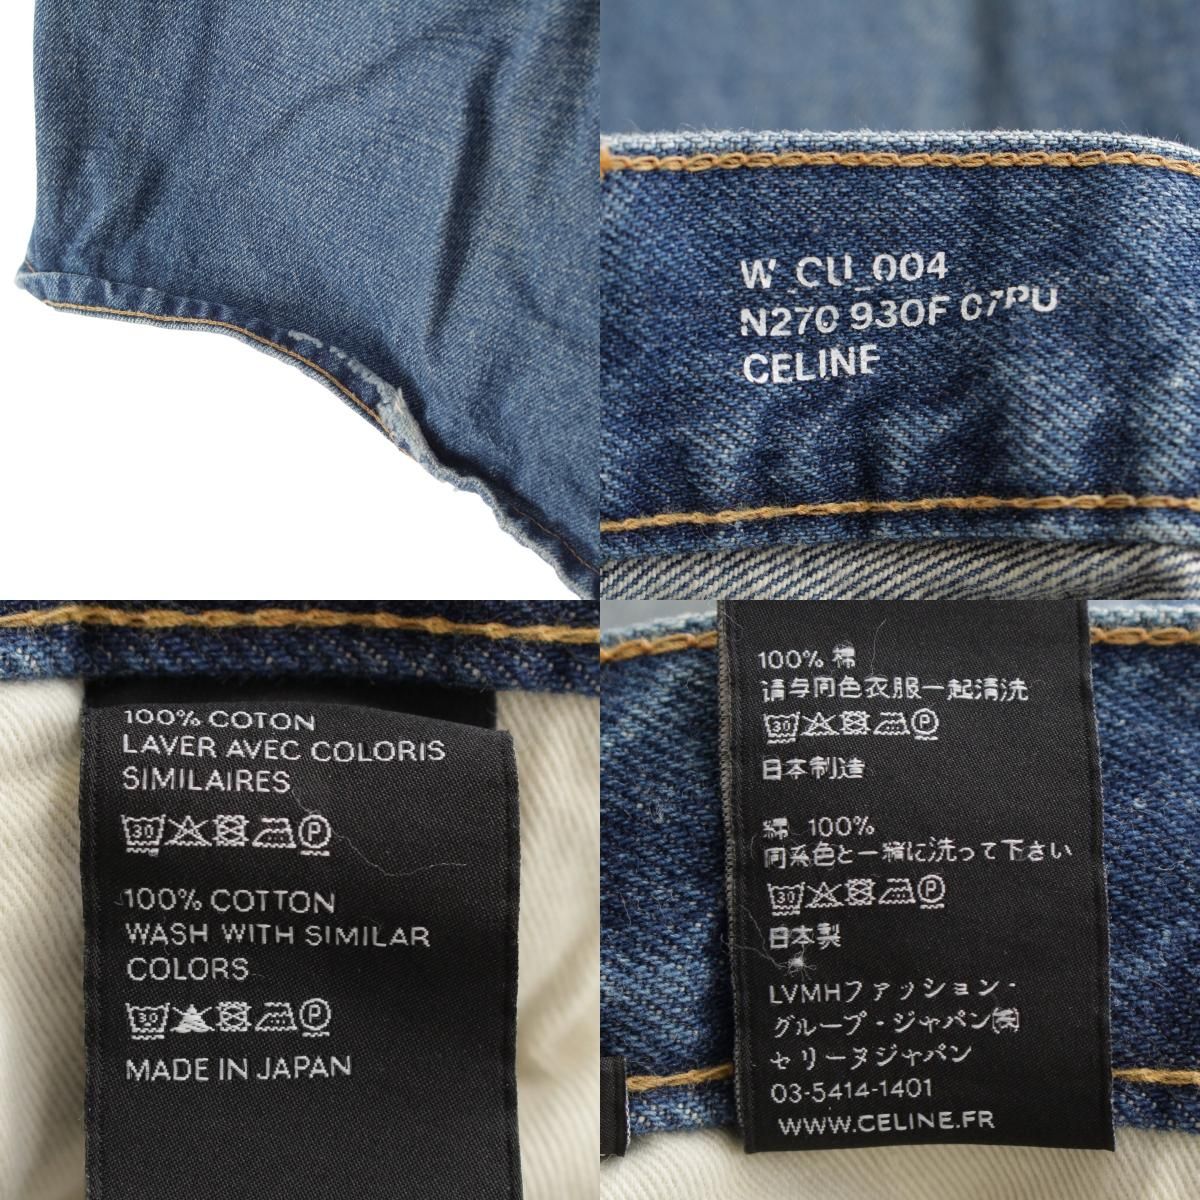 W_CU_004
N270 930F 07PU
CELINE
100% COTON
LAVER AVEC COLORIS
SIMILAIRES
30 P
100% COTTON
WASH WITH SIMILAR
COLORS
30 P
MADE IN JAPAN
100% 棉
请与同色衣服一起清洗
30 P
日本制造
綿 100%
同系色と一緒に洗って下さい
30 P
日本製
LVMHファッション・
グループ・ジャパン㈱
セリーヌジャパン
03-5414-1401
WWW.CELINE.FR